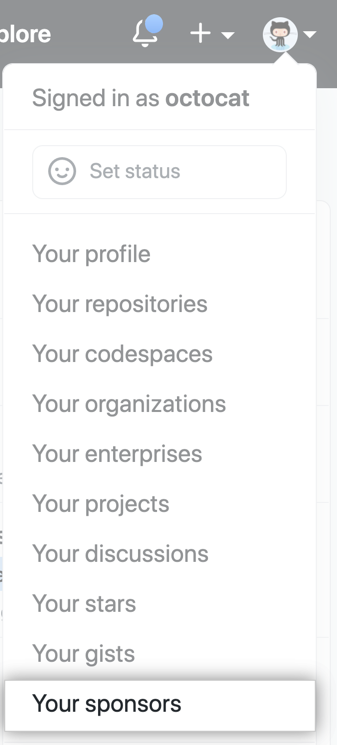 plore
Signed in as octocat
Set status
Your profile
Your repositories
Your codespaces
Your organizations
Your enterprises
Your projects
Your discussions
Your stars
Your gists
Your sponsors